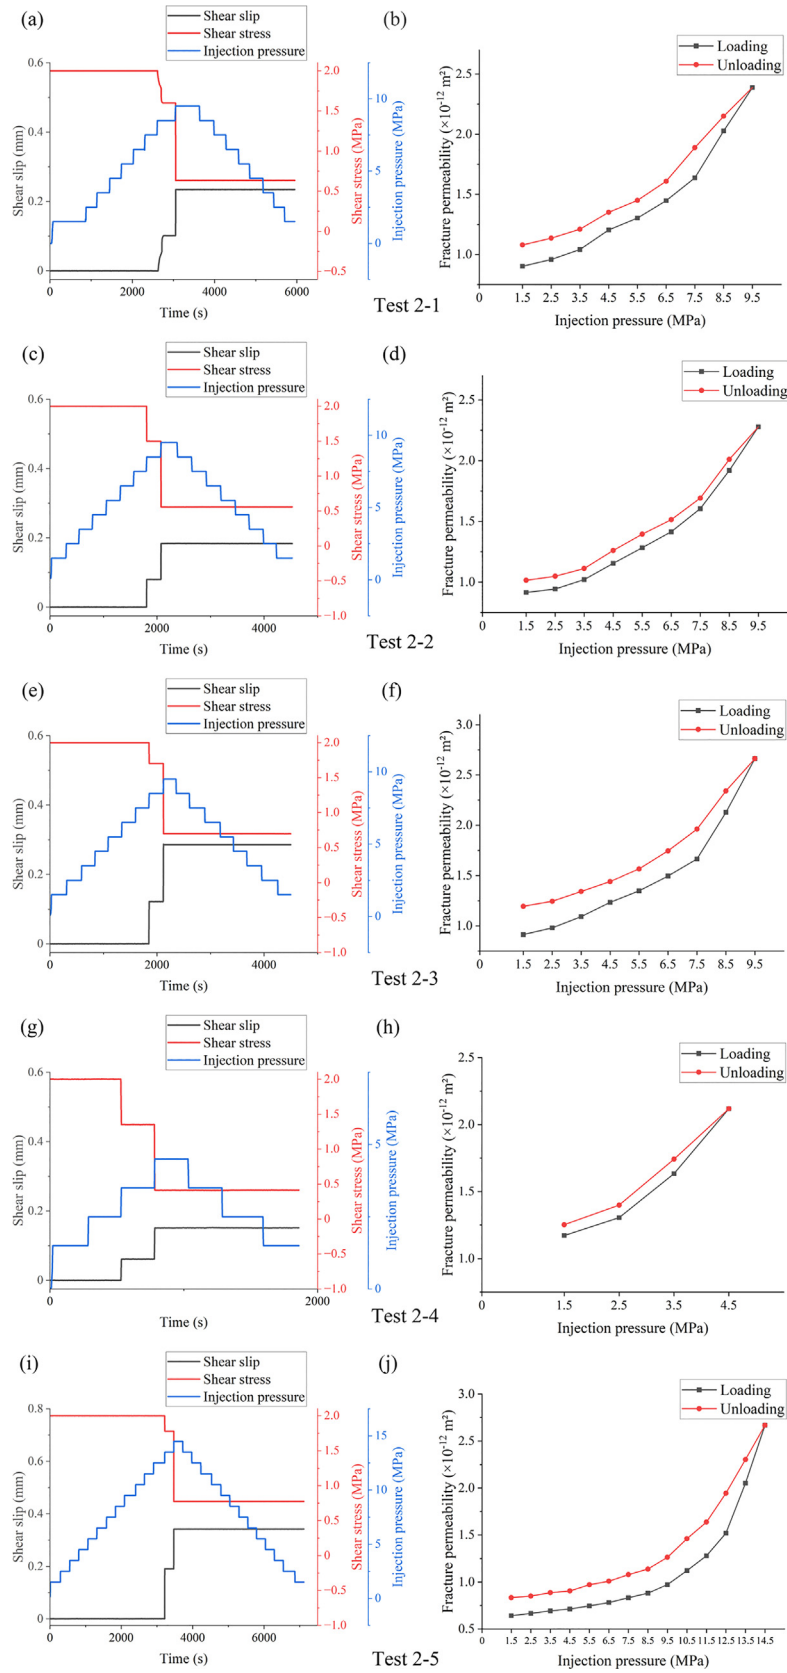 (a)
Shear slip
Shear stress
Injection pressure
0.6
0.4
0.2
0
Shear slip (mm)
2.0
1.5
1.0
0.5
0
−0.5
Shear stress (MPa)
10
5
0
Injection pressure (MPa)
0 2000 4000 6000
Time (s)
(b)
Loading
Unloading
2.5
2.0
1.5
1.0
Fracture permeability (×10⁻¹² m²)
0 1.5 2.5 3.5 4.5 5.5 6.5 7.5 8.5 9.5
Injection pressure (MPa)
Test 2-1
(c)
Shear slip
Shear stress
Injection pressure
0.6
0.4
0.2
0
Shear slip (mm)
2.0
1.5
1.0
0.5
0
−0.5
−1.0
Shear stress (MPa)
10
5
0
Injection pressure (MPa)
0 2000 4000
Time (s)
(d)
Loading
Unloading
2.5
2.0
1.5
1.0
Fracture permeability (×10⁻¹² m²)
0 1.5 2.5 3.5 4.5 5.5 6.5 7.5 8.5 9.5
Injection pressure (MPa)
Test 2-2
(e)
Shear slip
Shear stress
Injection pressure
0.6
0.4
0.2
0
Shear slip (mm)
2.0
1.5
1.0
0.5
0
−0.5
−1.0
Shear stress (MPa)
10
5
0
Injection pressure (MPa)
0 2000 4000
Time (s)
(f)
Loading
Unloading
3.0
2.5
2.0
1.5
1.0
Fracture permeability (×10⁻¹² m²)
0 1.5 2.5 3.5 4.5 5.5 6.5 7.5 8.5 9.5
Injection pressure (MPa)
Test 2-3
(g)
Shear slip
Shear stress
Injection pressure
0.6
0.4
0.2
0
Shear slip (mm)
2.0
1.5
1.0
0.5
0
−0.5
−1.0
Shear stress (MPa)
5
0
Injection pressure (MPa)
0 2000
Time (s)
(h)
Loading
Unloading
2.5
2.0
1.5
1.0
Fracture permeability (×10⁻¹² m²)
0 1.5 2.5 3.5 4.5
Injection pressure (MPa)
Test 2-4
(i)
Shear slip
Shear stress
Injection pressure
0.8
0.6
0.4
0.2
0
Shear slip (mm)
2.0
1.5
1.0
0.5
0
−0.5
−1.0
Shear stress (MPa)
15
10
5
0
Injection pressure (MPa)
0 2000 4000 6000
Time (s)
(j)
Loading
Unloading
3.0
2.5
2.0
1.5
1.0
0.5
Fracture permeability (×10⁻¹² m²)
0 1.5 2.5 3.5 4.5 5.5 6.5 7.5 8.5 9.5 10.5 11.5 12.5 13.5 14.5
Injection pressure (MPa)
Test 2-5